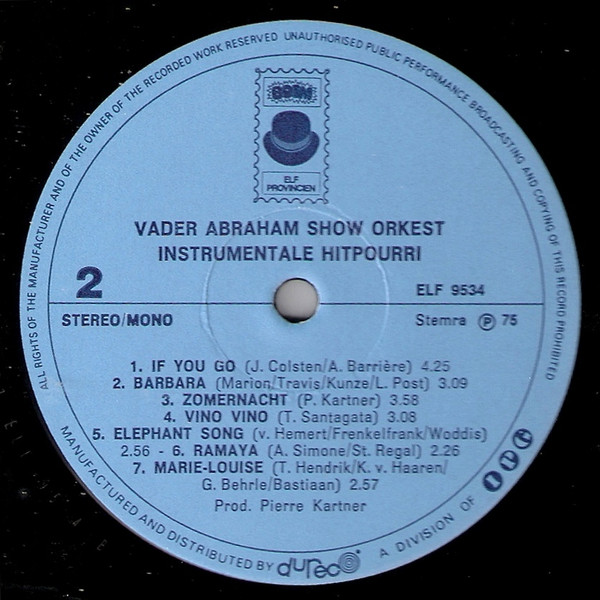 ALL RIGHTS OF THE MANUFACTURER AND OF THE OWNER OF THE RECORDED WORK RESERVED UNAUTHORISED PUBLIC PERFORMANCE BROADCASTING AND COPYING OF THIS RECORD PROHIBITED
BOEM
ELF
PROVINCIEN
VADER ABRAHAM SHOW ORKEST
INSTRUMENTALE HITPOURRI
2
ELF 9534
STEREO/MONO
Stemra Ⓟ 75
1. IF YOU GO (J. Colsten/A. Barrière) 4.25
2. BARBARA (Marion/Travis/Kunze/L. Post) 3.09
3. ZOMERNACHT (P. Kartner) 3.58
4. VINO VINO (T. Santagata) 3.08
5. ELEPHANT SONG (v. Hemert/Frenkelfrank/Woddis)
2.56 - 6. RAMAYA (A. Simone/St. Regal) 2.26
7. MARIE-LOUISE (T. Hendrik/K. v. Haaren/
G. Behrle/Bastiaan) 2.57
Prod. Pierre Kartner
MANUFACTURED AND DISTRIBUTED BY dureco A DIVISION OF